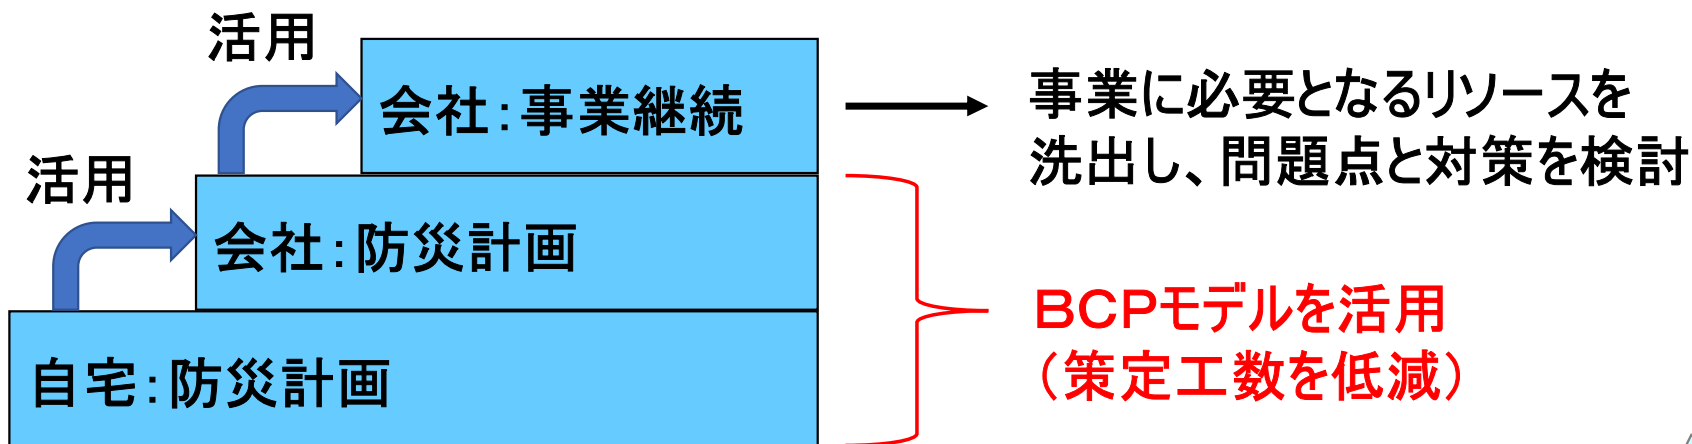 活用
会社：事業継続
事業に必要となるリソースを
洗出し、問題点と対策を検討
活用
会社：防災計画
自宅：防災計画
ＢＣＰモデルを活用
（策定工数を低減）